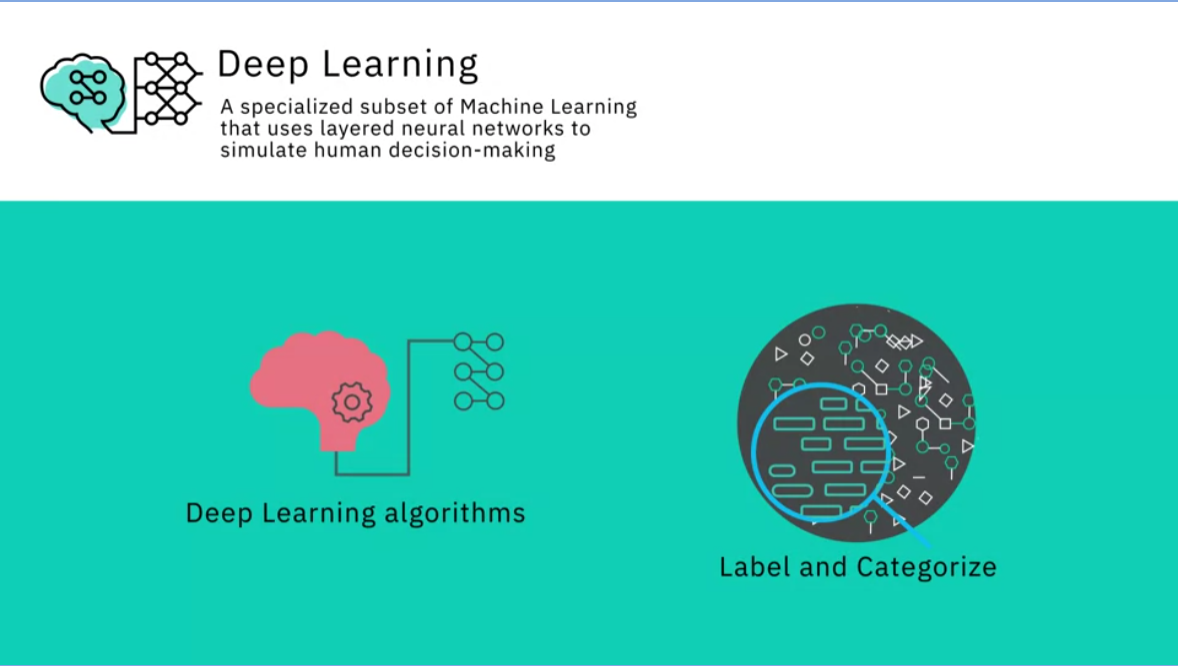 Deep Learning
A specialized subset of Machine Learning
that uses layered neural networks to
simulate human decision-making
Deep Learning algorithms
Label and Categorize